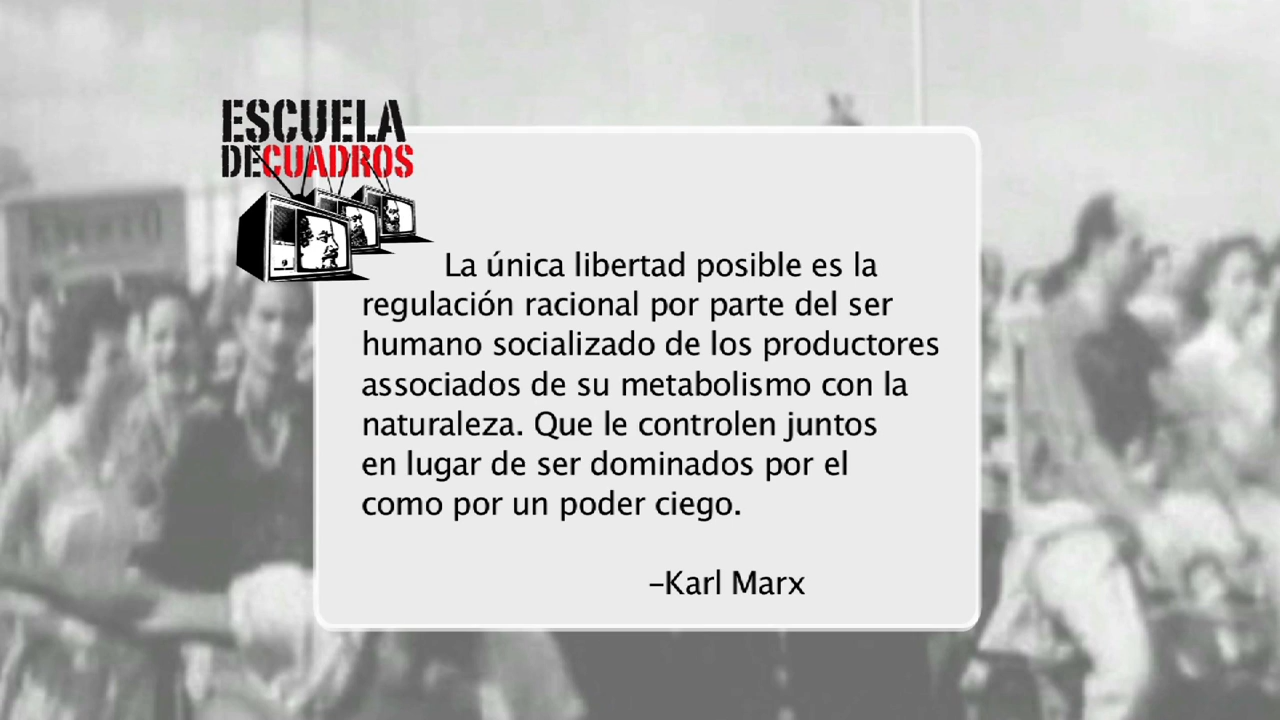 ESCUELA
DECUADROS
La única libertad posible es la
regulación racional por parte del ser
humano socializado de los productores
associados de su metabolismo con la
naturaleza. Que le controlen juntos
en lugar de ser dominados por el
como por un poder ciego.
–Karl Marx